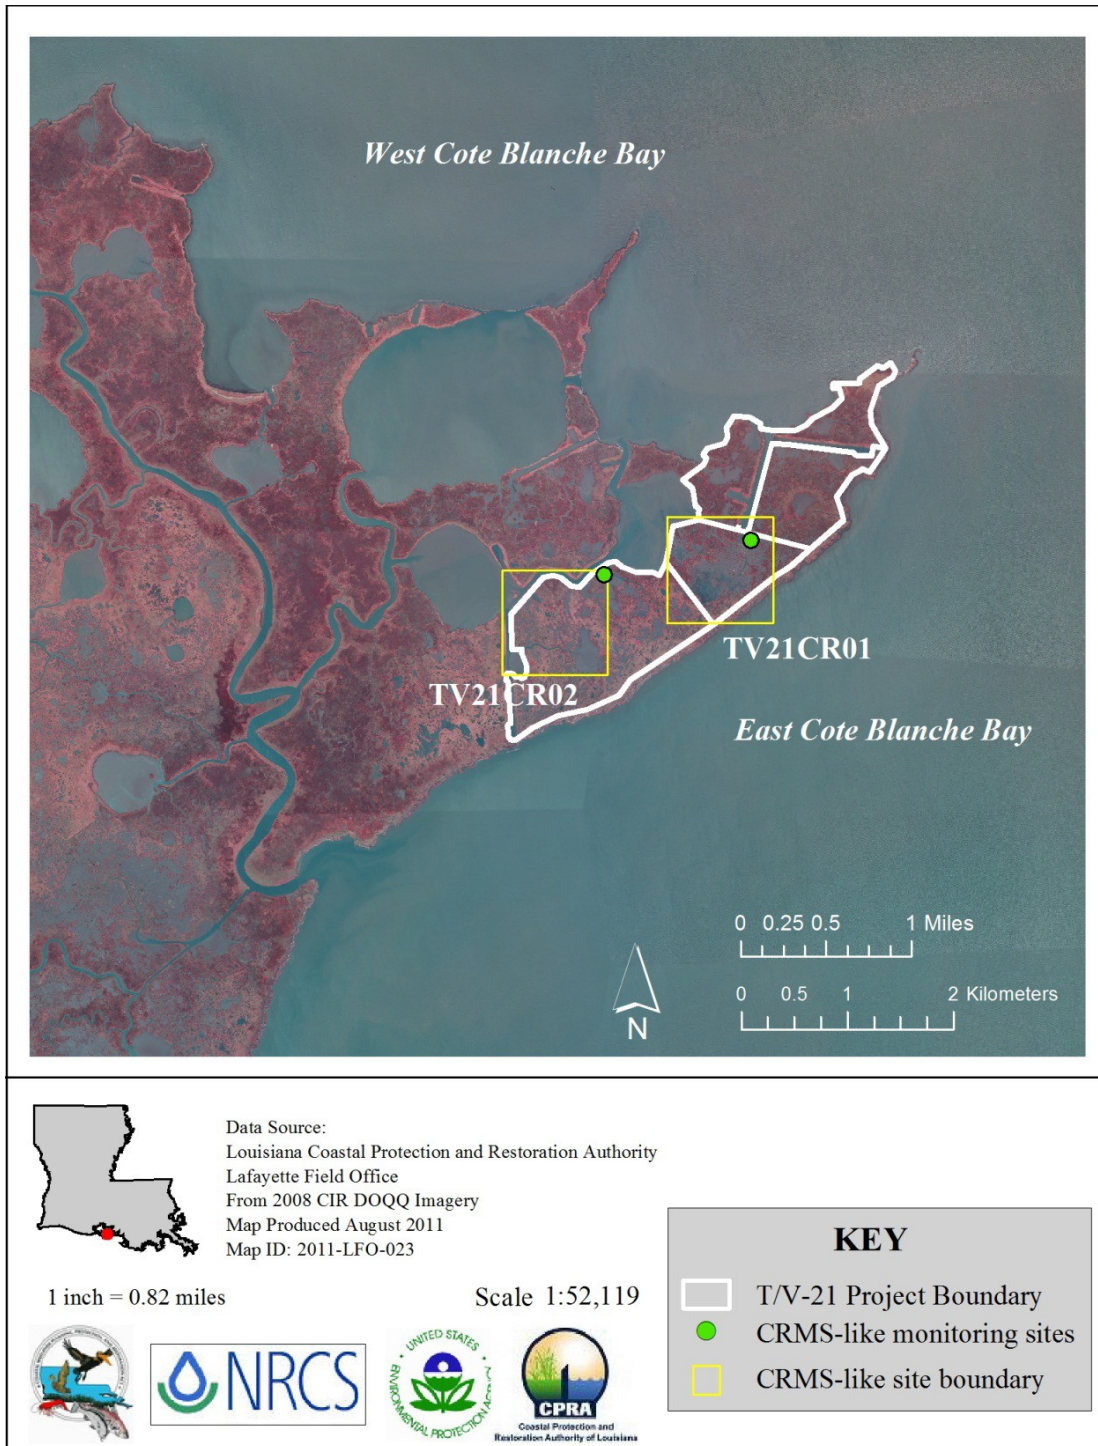 West Cote Blanche Bay
TV21CR01
TV21CR02
East Cote Blanche Bay
0 0.25 0.5 1 Miles
0 0.5 1 2 Kilometers
N
Data Source:
Louisiana Coastal Protection and Restoration Authority
Lafayette Field Office
From 2008 CIR DOQQ Imagery
Map Produced August 2011
Map ID: 2011-LFO-023
1 inch = 0.82 miles
Scale 1:52,119
KEY
T/V-21 Project Boundary
CRMS-like monitoring sites
CRMS-like site boundary
NRCS
UNITED STATES
ENVIRONMENTAL PROTECTION AGENCY
CPRA
Coastal Protection and
Restoration Authority of Louisiana